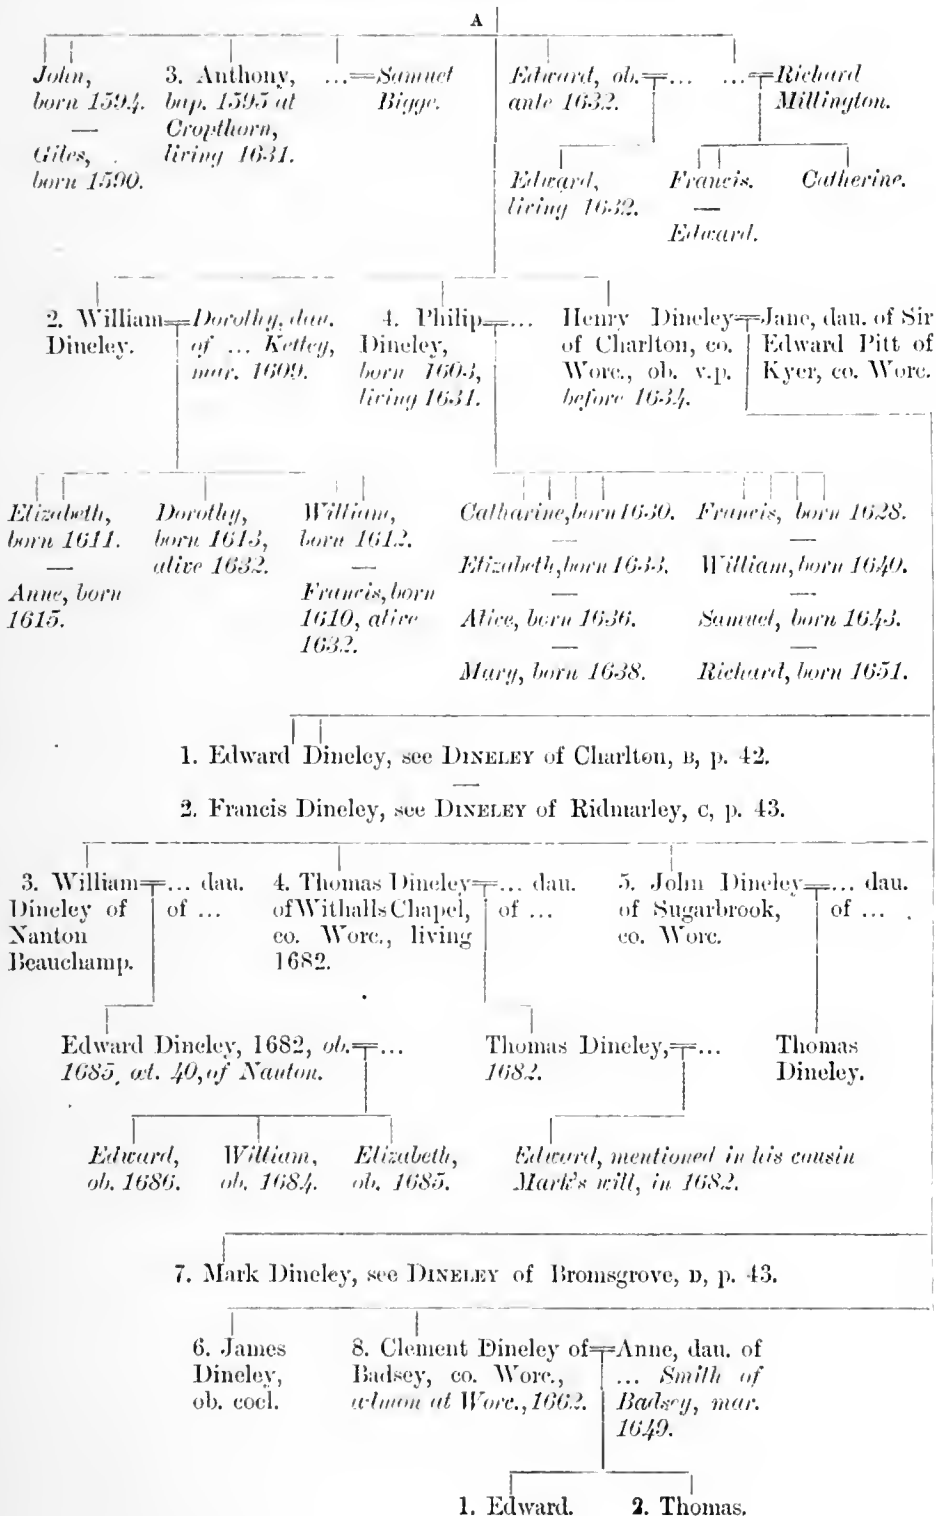 A
John,
born 1594.
—
Giles,
born 1590.
3. Anthony,
bap. 1595 at
Cropthorn,
living 1631.
...=Samuel
Bigge.
Edward, ob.=...
ante 1632.
...=Richard
Millington.
Edward,
living 1632.
Francis.
—
Edward.
Catherine.
2. William=Dorothy, dau.
Dineley. of ... Ketley,
mar. 1609.
4. Philip=...
Dineley,
born 1603,
living 1631.
Henry Dineley=Jane, dau. of Sir
of Charlton, co. Edward Pitt of
Worc., ob. v.p. Kyer, co. Worc.
before 1634.
Elizabeth,
born 1611.
—
Anne, born
1615.
Dorothy,
born 1613,
alive 1632.
William,
born 1612.
—
Francis, born
1610, alive
1632.
Catharine, born 1630.
—
Elizabeth, born 1633.
—
Alice, born 1636.
—
Mary, born 1638.
Francis, born 1628.
—
William, born 1640.
—
Samuel, born 1643.
—
Richard, born 1651.
1. Edward Dineley, see DINELEY of Charlton, B, p. 42.
—
2. Francis Dineley, see DINELEY of Ridmarley, C, p. 43.
3. William=... dau.
Dineley of of ...
Nanton
Beauchamp.
4. Thomas Dineley=... dau.
of Withalls Chapel, of ...
co. Worc., living
1682.
5. John Dineley=... dau.
of Sugarbrook, of ...
co. Worc.
Edward Dineley, 1682, ob.=...
1685, æt. 40, of Nauton.
Thomas Dineley,=...
1682.
Thomas
Dineley.
Edward,
ob. 1686.
William,
ob. 1684.
Elizabeth,
ob. 1685.
Edward, mentioned in his cousin
Mark's will, in 1682.
7. Mark Dineley, see DINELEY of Bromsgrove, D, p. 43.
6. James
Dineley,
ob. cœl.
8. Clement Dineley of=Anne, dau. of
Badsey, co. Worc., ... Smith of
admon at Worc., 1662. Badsey, mar.
1649.
1. Edward.
2. Thomas.